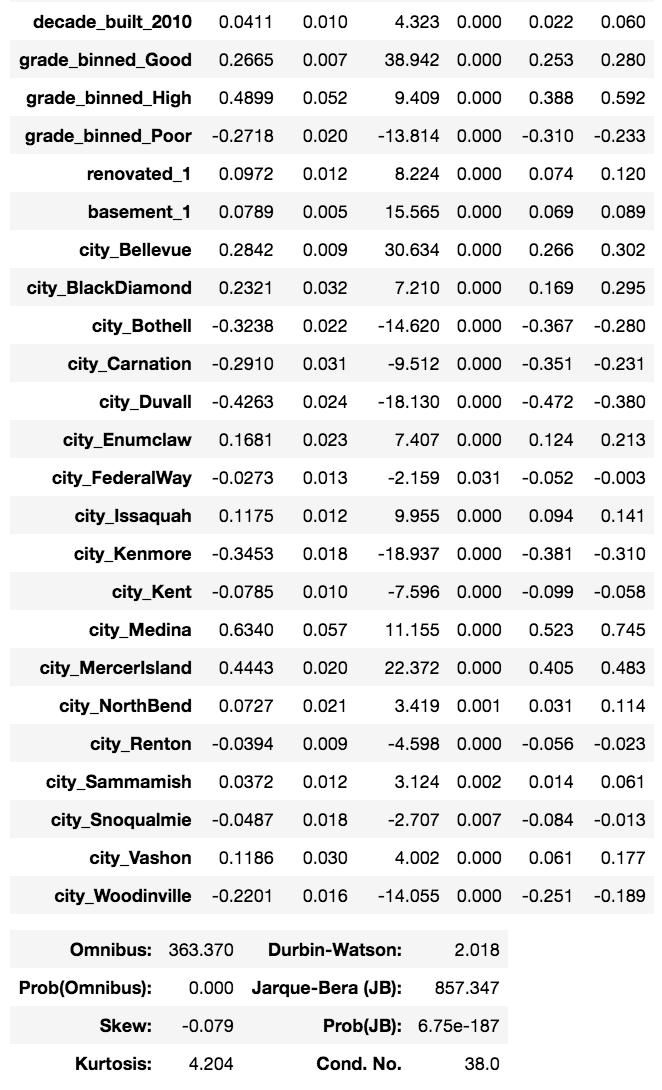 decade_built_2010 0.0411 0.010 4.323 0.000 0.022 0.060
grade_binned_Good 0.2665 0.007 38.942 0.000 0.253 0.280
grade_binned_High 0.4899 0.052 9.409 0.000 0.388 0.592
grade_binned_Poor -0.2718 0.020 -13.814 0.000 -0.310 -0.233
renovated_1 0.0972 0.012 8.224 0.000 0.074 0.120
basement_1 0.0789 0.005 15.565 0.000 0.069 0.089
city_Bellevue 0.2842 0.009 30.634 0.000 0.266 0.302
city_BlackDiamond 0.2321 0.032 7.210 0.000 0.169 0.295
city_Bothell -0.3238 0.022 -14.620 0.000 -0.367 -0.280
city_Carnation -0.2910 0.031 -9.512 0.000 -0.351 -0.231
city_Duvall -0.4263 0.024 -18.130 0.000 -0.472 -0.380
city_Enumclaw 0.1681 0.023 7.407 0.000 0.124 0.213
city_FederalWay -0.0273 0.013 -2.159 0.031 -0.052 -0.003
city_Issaquah 0.1175 0.012 9.955 0.000 0.094 0.141
city_Kenmore -0.3453 0.018 -18.937 0.000 -0.381 -0.310
city_Kent -0.0785 0.010 -7.596 0.000 -0.099 -0.058
city_Medina 0.6340 0.057 11.155 0.000 0.523 0.745
city_MercerIsland 0.4443 0.020 22.372 0.000 0.405 0.483
city_NorthBend 0.0727 0.021 3.419 0.001 0.031 0.114
city_Renton -0.0394 0.009 -4.598 0.000 -0.056 -0.023
city_Sammamish 0.0372 0.012 3.124 0.002 0.014 0.061
city_Snoqualmie -0.0487 0.018 -2.707 0.007 -0.084 -0.013
city_Vashon 0.1186 0.030 4.002 0.000 0.061 0.177
city_Woodinville -0.2201 0.016 -14.055 0.000 -0.251 -0.189
Omnibus: 363.370 Durbin-Watson: 2.018
Prob(Omnibus): 0.000 Jarque-Bera (JB): 857.347
Skew: -0.079 Prob(JB): 6.75e-187
Kurtosis: 4.204 Cond. No. 38.0